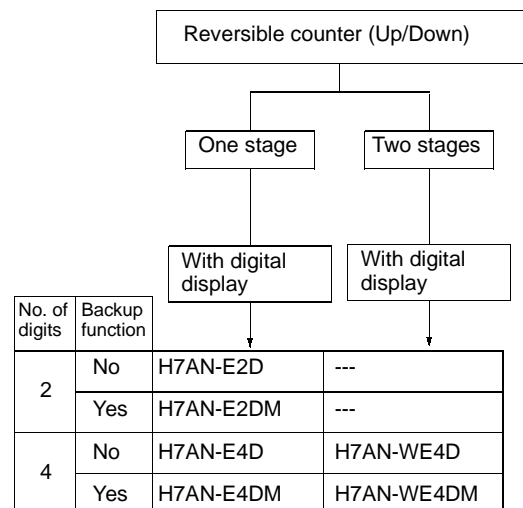 Reversible counter (Up/Down)
One stage
Two stages
With digital
display
With digital
display
No. of
digits
Backup
function
2
No
H7AN-E2D
---
Yes
H7AN-E2DM
---
4
No
H7AN-E4D
H7AN-WE4D
Yes
H7AN-E4DM
H7AN-WE4DM